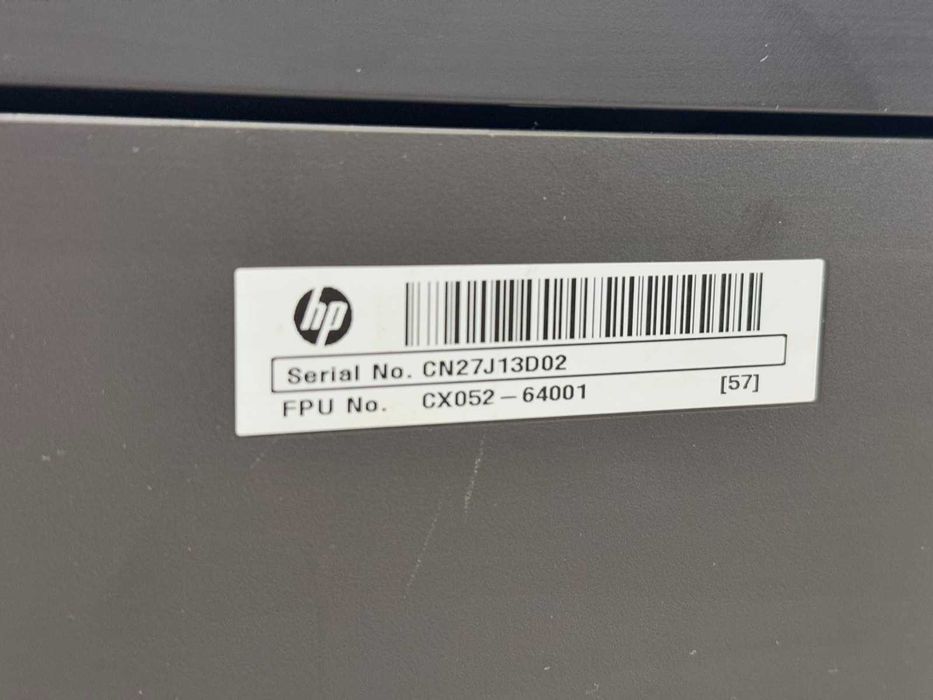 hp
Serial No. CN27J13D02
FPU No. CX052-64001 [57]